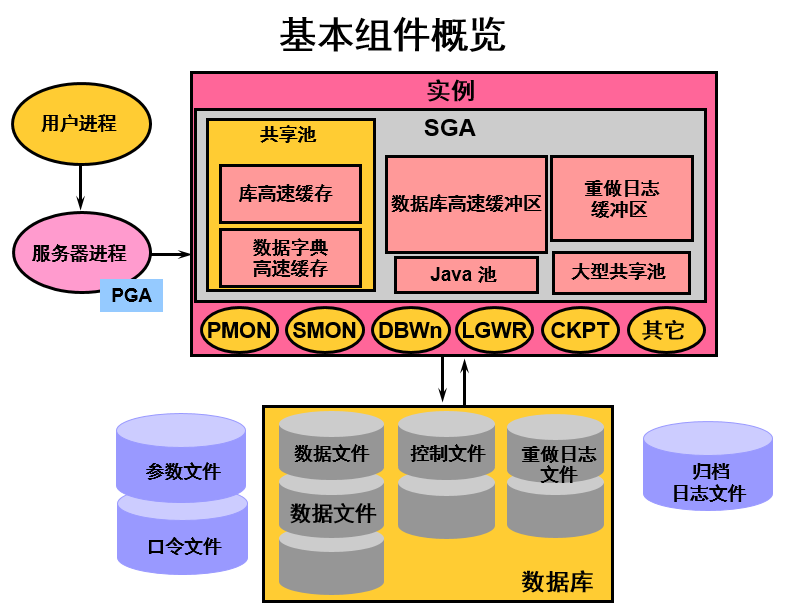 基本组件概览
实例
用户进程
SGA
共享池
库高速缓存
数据库高速缓冲区
重做日志
缓冲区
服务器进程
数据字典
高速缓存
Java 池
大型共享池
PGA
PMON
SMON
DBWn
LGWR
CKPT
其它
参数文件
口令文件
数据文件
控制文件
重做日志
文件
数据文件
数据库
归档
日志文件